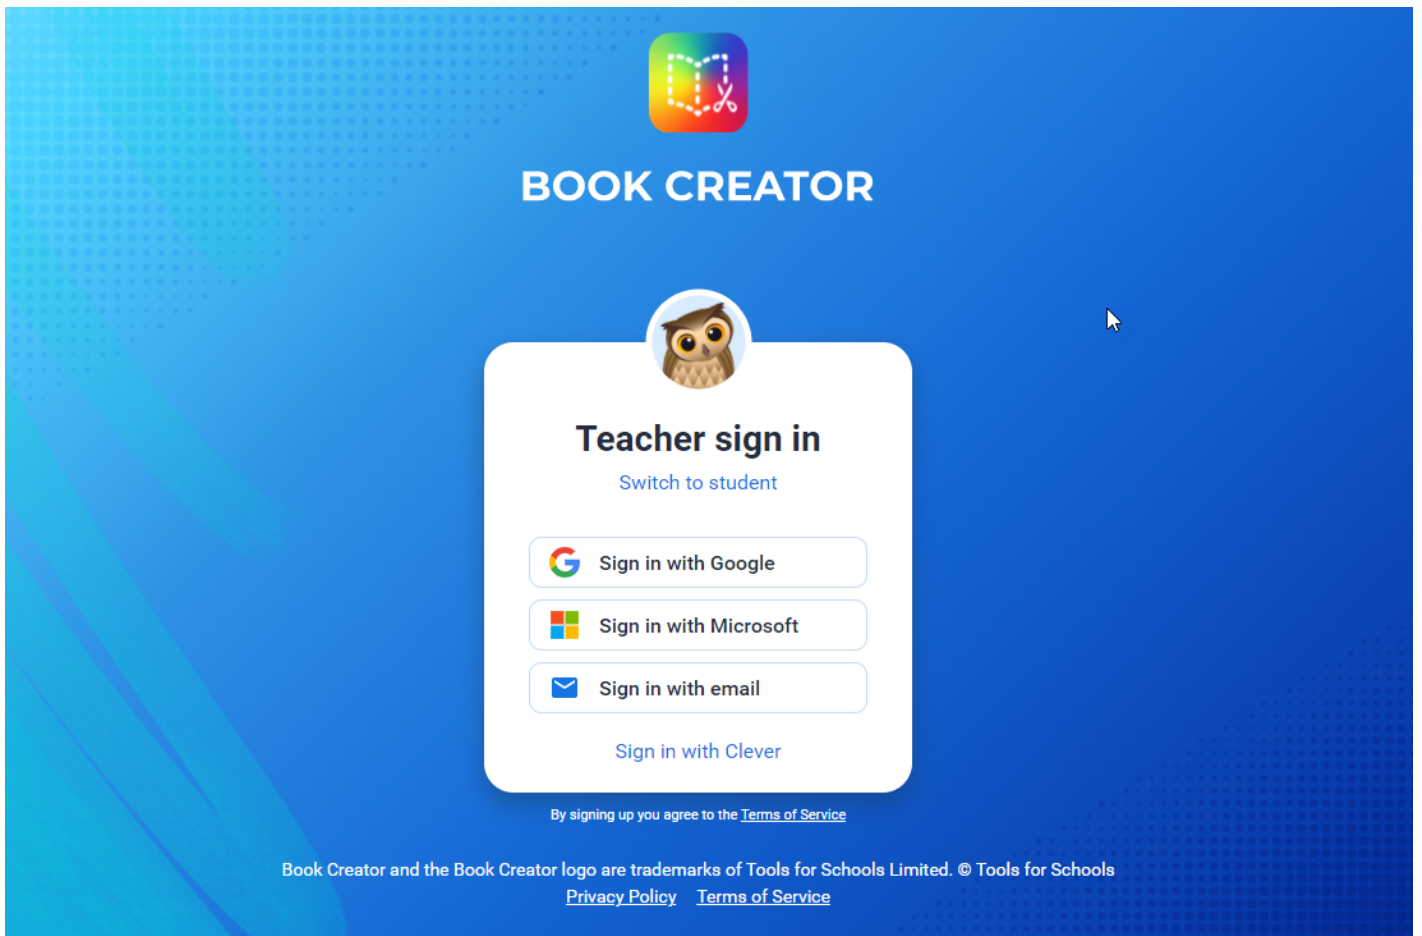 BOOK CREATOR
Teacher sign in
Switch to student
Sign in with Google
Sign in with Microsoft
Sign in with email
Sign in with Clever
By signing up you agree to the Terms of Service
Book Creator and the Book Creator logo are trademarks of Tools for Schools Limited. © Tools for Schools
Privacy Policy Terms of Service